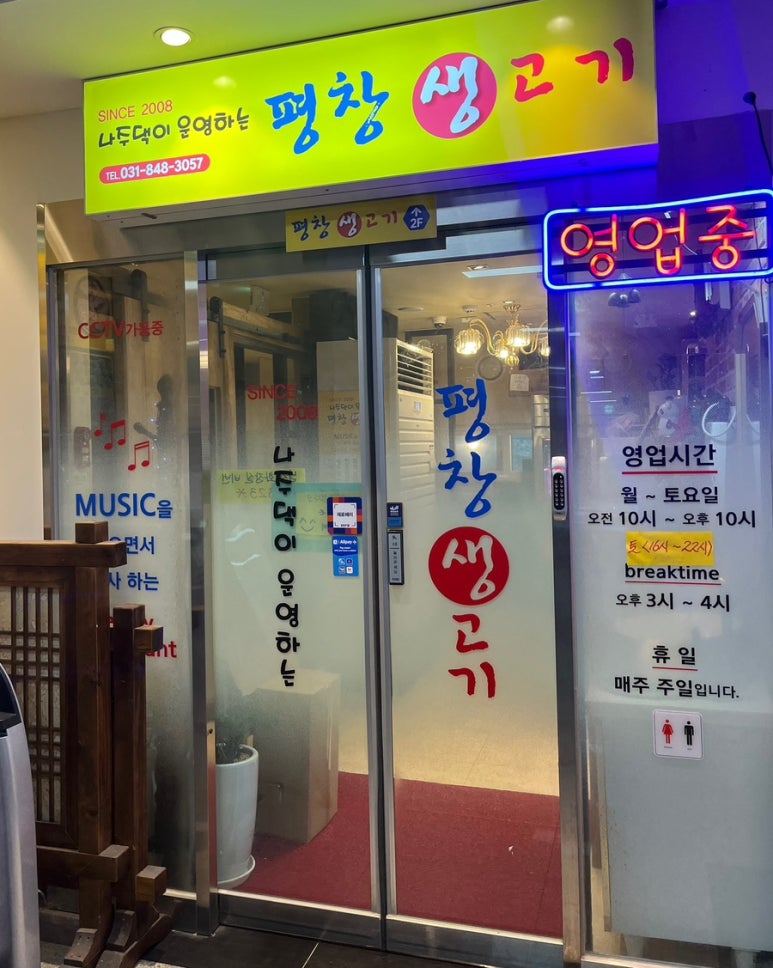 SINCE 2008
나두댁이 운영하는
TEL.031-848-3057
평창 생고기
평창 생고기
2F
영업중
CCTV가동중
MUSIC을
면서
하는
SINCE
2008
나두댁이 운영하는
Alipay
평창
생
고기
영업시간
월 ~ 토요일
오전 10시 ~ 오후 10시
토 (16시~22시)
breaktime
오후 3시 ~ 4시
휴 일
매주 주일입니다.